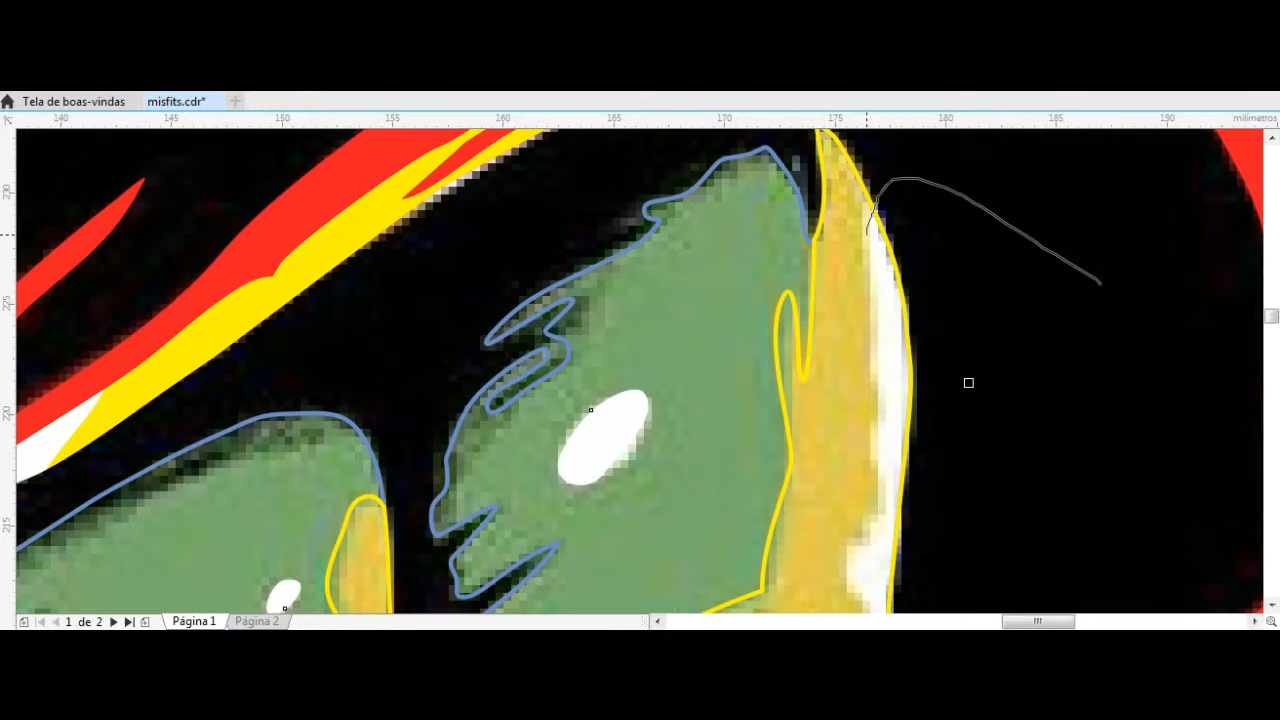 Tela de boas-vindas misfits.cdr*
140 145 150 155 160 165 170 175 180 185 190 milímetros
230
225
220
215
1 de 2 Página 1 Página 2